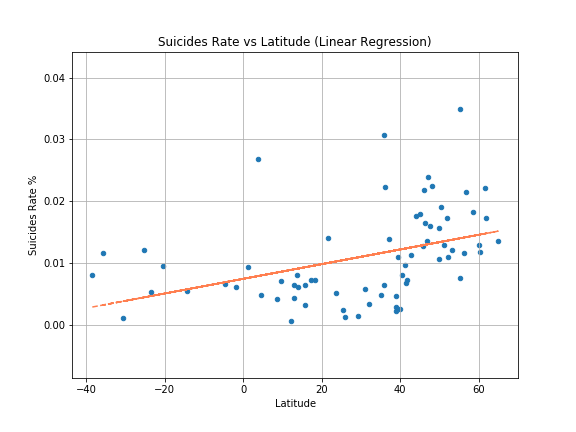 Suicides Rate vs Latitude (Linear Regression)
0.04
0.03
0.02
0.01
0.00
Suicides Rate %
−40 −20 0 20 40 60
Latitude